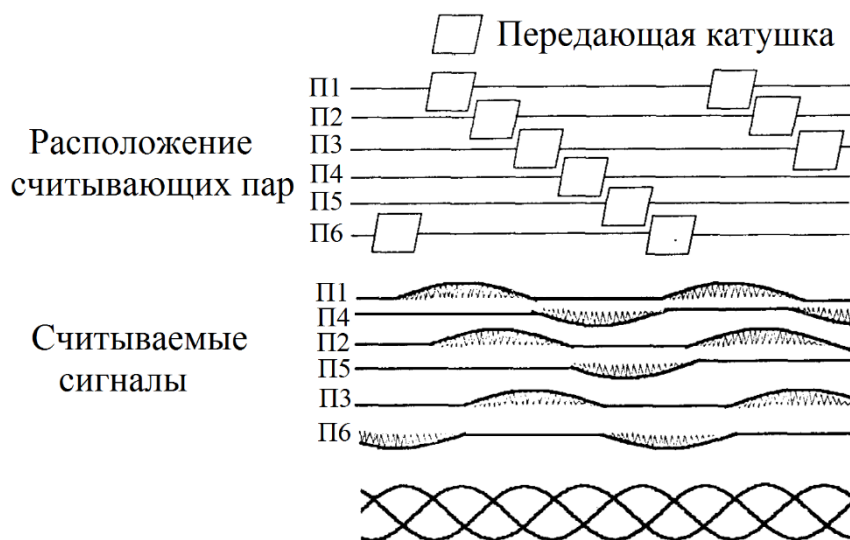 Передающая катушка
П1
П2
П3
П4
П5
П6
Расположение
считывающих пар
П1
П4
П2
П5
П3
П6
Считываемые
сигналы